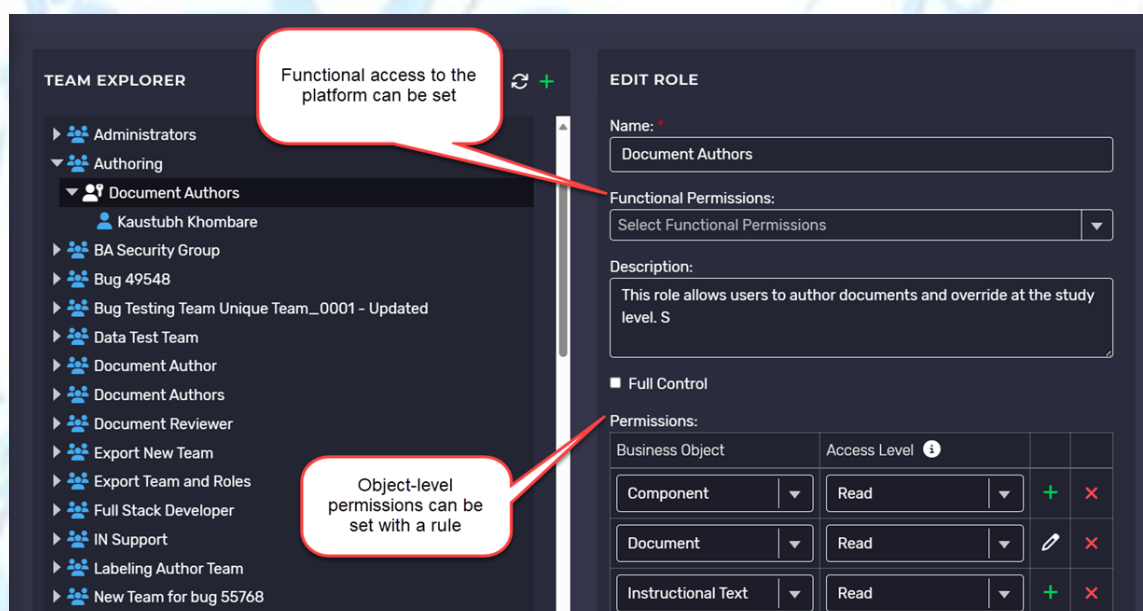 TEAM EXPLORER
Functional access to the
platform can be set
Administrators
Authoring
Document Authors
Kaustubh Khombare
BA Security Group
Bug 49548
Bug Testing Team Unique Team_0001 - Updated
Data Test Team
Document Author
Document Authors
Document Reviewer
Export New Team
Export Team and Roles
Full Stack Developer
IN Support
Labeling Author Team
New Team for bug 55768
Object-level
permissions can be
set with a rule
EDIT ROLE
Name: *
Document Authors
Functional Permissions:
Select Functional Permissions
Description:
This role allows users to author documents and override at the study
level. S
Full Control
Permissions:
Business Object Access Level
Component Read
Document Read
Instructional Text Read